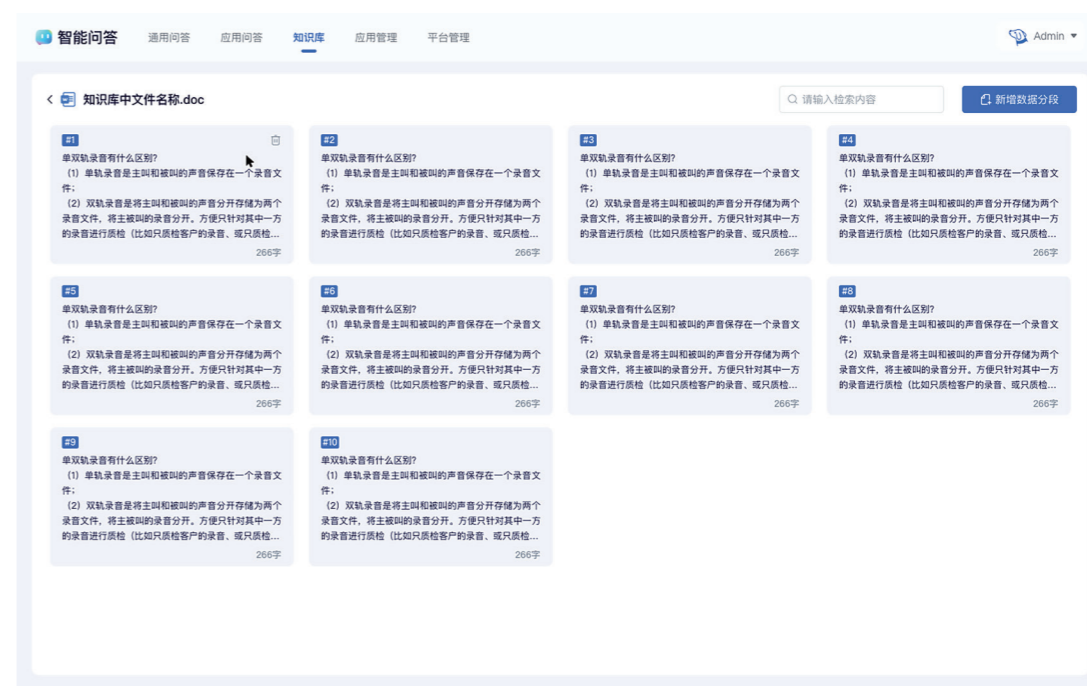 智能问答 通用问答 应用问答 知识库 应用管理 平台管理 Admin
知识库中文件名称.doc 请输入检索内容 新增数据分段
#1
单双轨录音有什么区别?
（1）单轨录音是主叫和被叫的声音保存在一个录音文
件;
（2）双轨录音是将主叫和被叫的声音分开存储为两个
录音文件，将主被叫的录音分开。方便只针对其中一方
的录音进行质检（比如只质检客户的录音、或只质检...
266字
#2
单双轨录音有什么区别?
（1）单轨录音是主叫和被叫的声音保存在一个录音文
件;
（2）双轨录音是将主叫和被叫的声音分开存储为两个
录音文件，将主被叫的录音分开。方便只针对其中一方
的录音进行质检（比如只质检客户的录音、或只质检...
266字
#3
单双轨录音有什么区别?
（1）单轨录音是主叫和被叫的声音保存在一个录音文
件;
（2）双轨录音是将主叫和被叫的声音分开存储为两个
录音文件，将主被叫的录音分开。方便只针对其中一方
的录音进行质检（比如只质检客户的录音、或只质检...
266字
#4
单双轨录音有什么区别?
（1）单轨录音是主叫和被叫的声音保存在一个录音文
件;
（2）双轨录音是将主叫和被叫的声音分开存储为两个
录音文件，将主被叫的录音分开。方便只针对其中一方
的录音进行质检（比如只质检客户的录音、或只质检...
266字
#5
单双轨录音有什么区别?
（1）单轨录音是主叫和被叫的声音保存在一个录音文
件;
（2）双轨录音是将主叫和被叫的声音分开存储为两个
录音文件，将主被叫的录音分开。方便只针对其中一方
的录音进行质检（比如只质检客户的录音、或只质检...
266字
#6
单双轨录音有什么区别?
（1）单轨录音是主叫和被叫的声音保存在一个录音文
件;
（2）双轨录音是将主叫和被叫的声音分开存储为两个
录音文件，将主被叫的录音分开。方便只针对其中一方
的录音进行质检（比如只质检客户的录音、或只质检...
266字
#7
单双轨录音有什么区别?
（1）单轨录音是主叫和被叫的声音保存在一个录音文
件;
（2）双轨录音是将主叫和被叫的声音分开存储为两个
录音文件，将主被叫的录音分开。方便只针对其中一方
的录音进行质检（比如只质检客户的录音、或只质检...
266字
#8
单双轨录音有什么区别?
（1）单轨录音是主叫和被叫的声音保存在一个录音文
件;
（2）双轨录音是将主叫和被叫的声音分开存储为两个
录音文件，将主被叫的录音分开。方便只针对其中一方
的录音进行质检（比如只质检客户的录音、或只质检...
266字
#9
单双轨录音有什么区别?
（1）单轨录音是主叫和被叫的声音保存在一个录音文
件;
（2）双轨录音是将主叫和被叫的声音分开存储为两个
录音文件，将主被叫的录音分开。方便只针对其中一方
的录音进行质检（比如只质检客户的录音、或只质检...
266字
#10
单双轨录音有什么区别?
（1）单轨录音是主叫和被叫的声音保存在一个录音文
件;
（2）双轨录音是将主叫和被叫的声音分开存储为两个
录音文件，将主被叫的录音分开。方便只针对其中一方
的录音进行质检（比如只质检客户的录音、或只质检...
266字